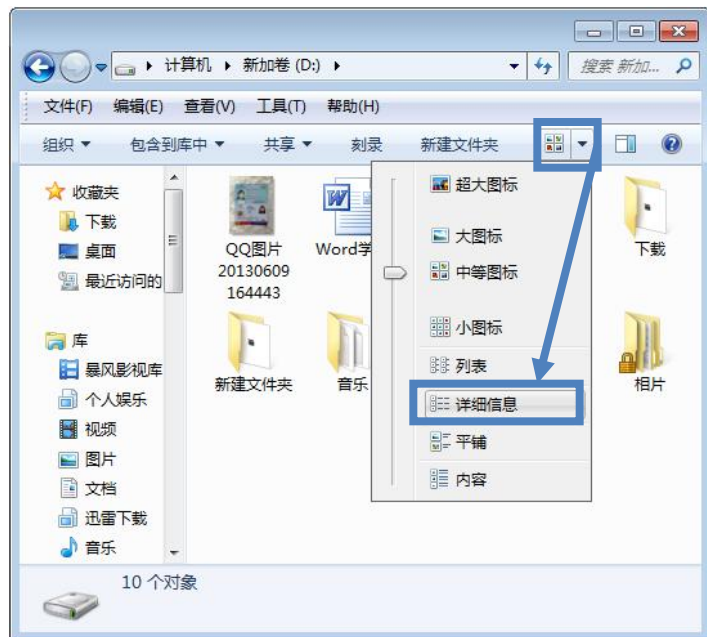 计算机 新加卷 (D:)
搜索 新加...
文件(F) 编辑(E) 查看(V) 工具(T) 帮助(H)
组织 包含到库中 共享 刻录 新建文件夹
收藏夹
下载
桌面
最近访问的
库
暴风影视库
个人娱乐
视频
图片
文档
迅雷下载
音乐
QQ图片
20130609
164443
Word学
下载
新建文件夹
音乐
相片
超大图标
大图标
中等图标
小图标
列表
详细信息
平铺
内容
10 个对象